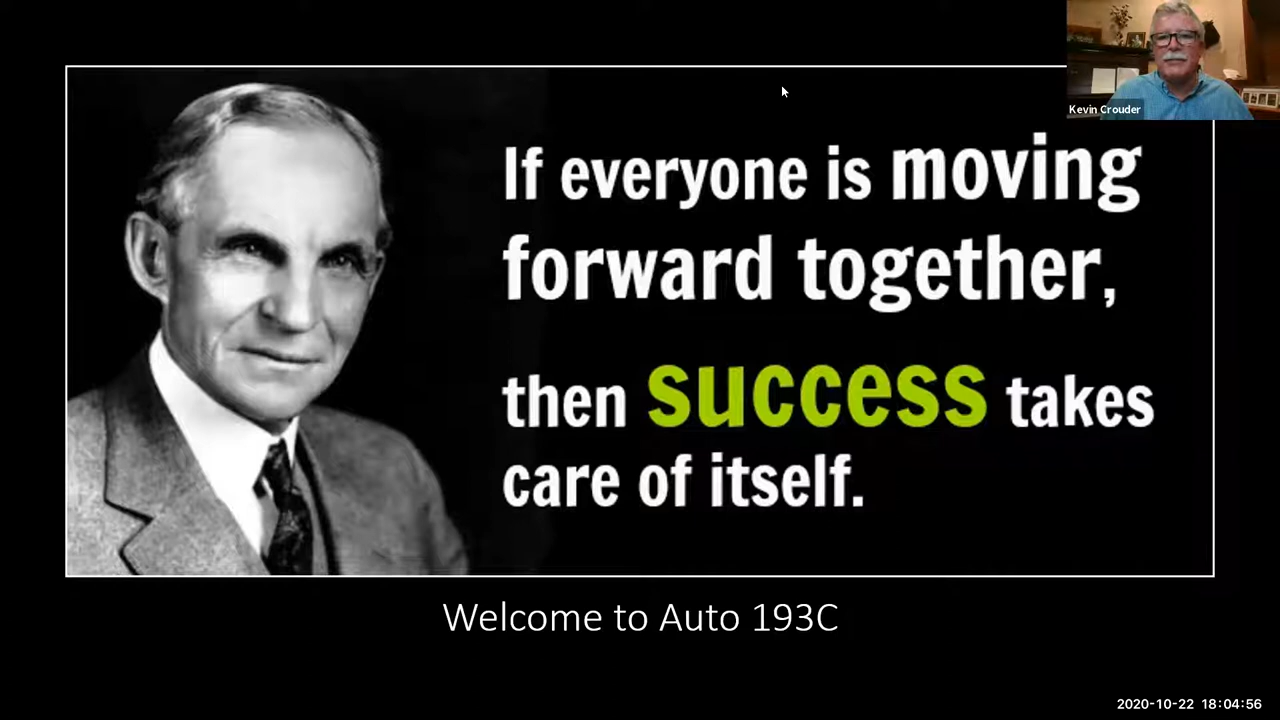 Kevin Crouder
If everyone is moving
forward together,
then success takes
care of itself.
Welcome to Auto 193C
2020-10-22 18:04:56